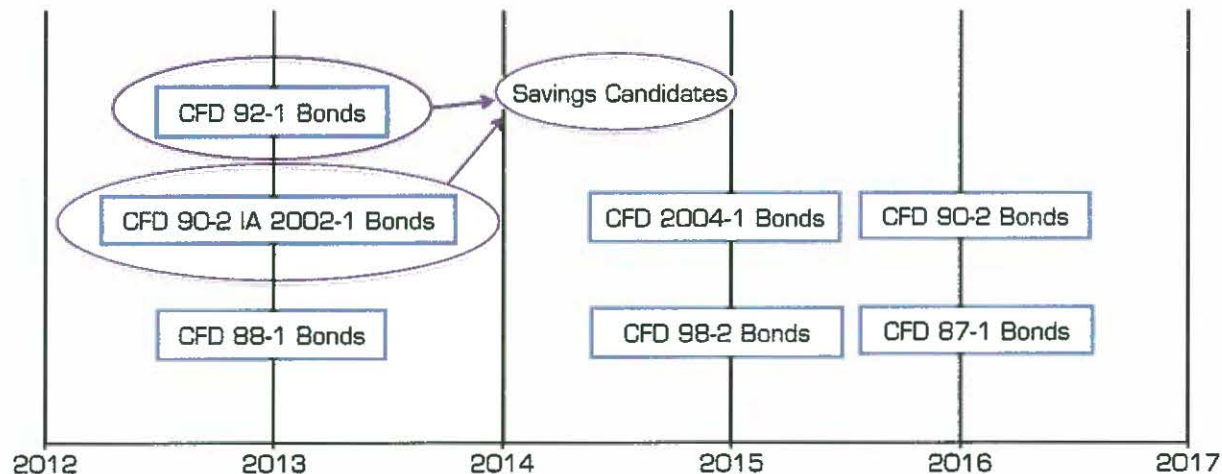 CFD 92-1 Bonds
Savings Candidates
CFD 90-2 IA 2002-1 Bonds
CFD 2004-1 Bonds
CFD 90-2 Bonds
CFD 88-1 Bonds
CFD 98-2 Bonds
CFD 87-1 Bonds
2012
2013
2014
2015
2016
2017